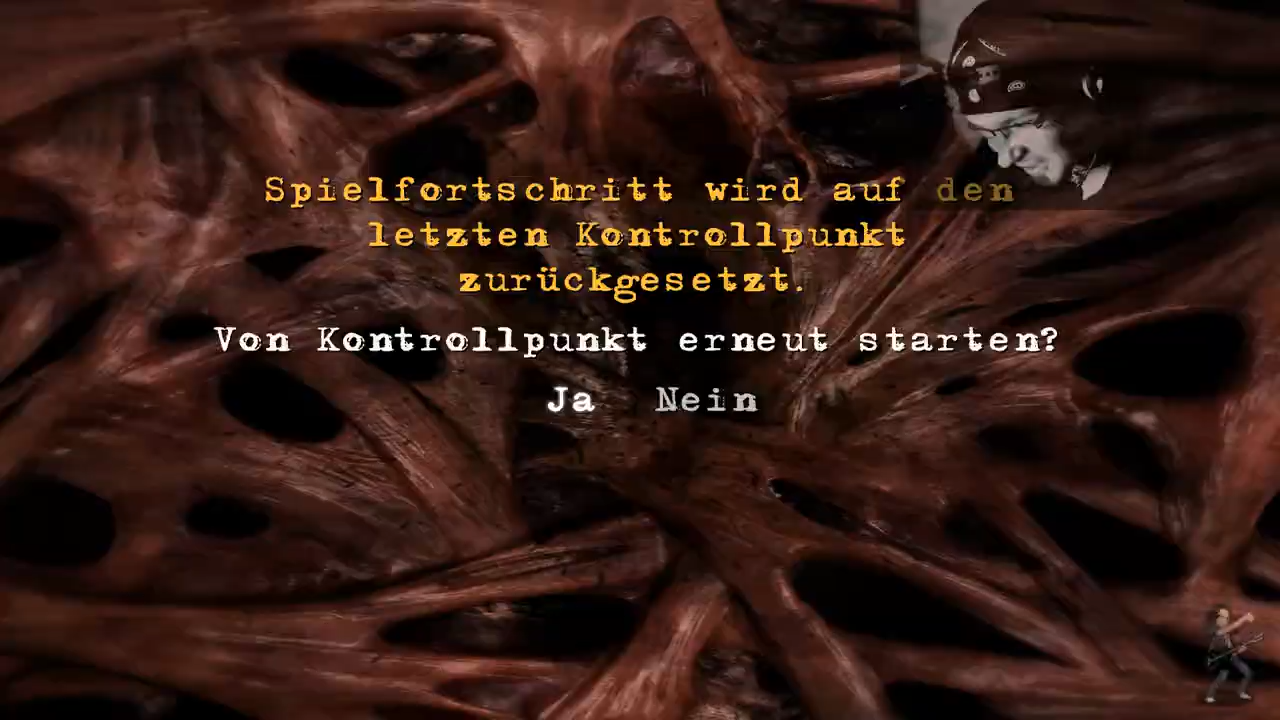 Spielfortschritt wird auf den
letzten Kontrollpunkt
zurückgesetzt.
Von Kontrollpunkt erneut starten?
Ja Nein